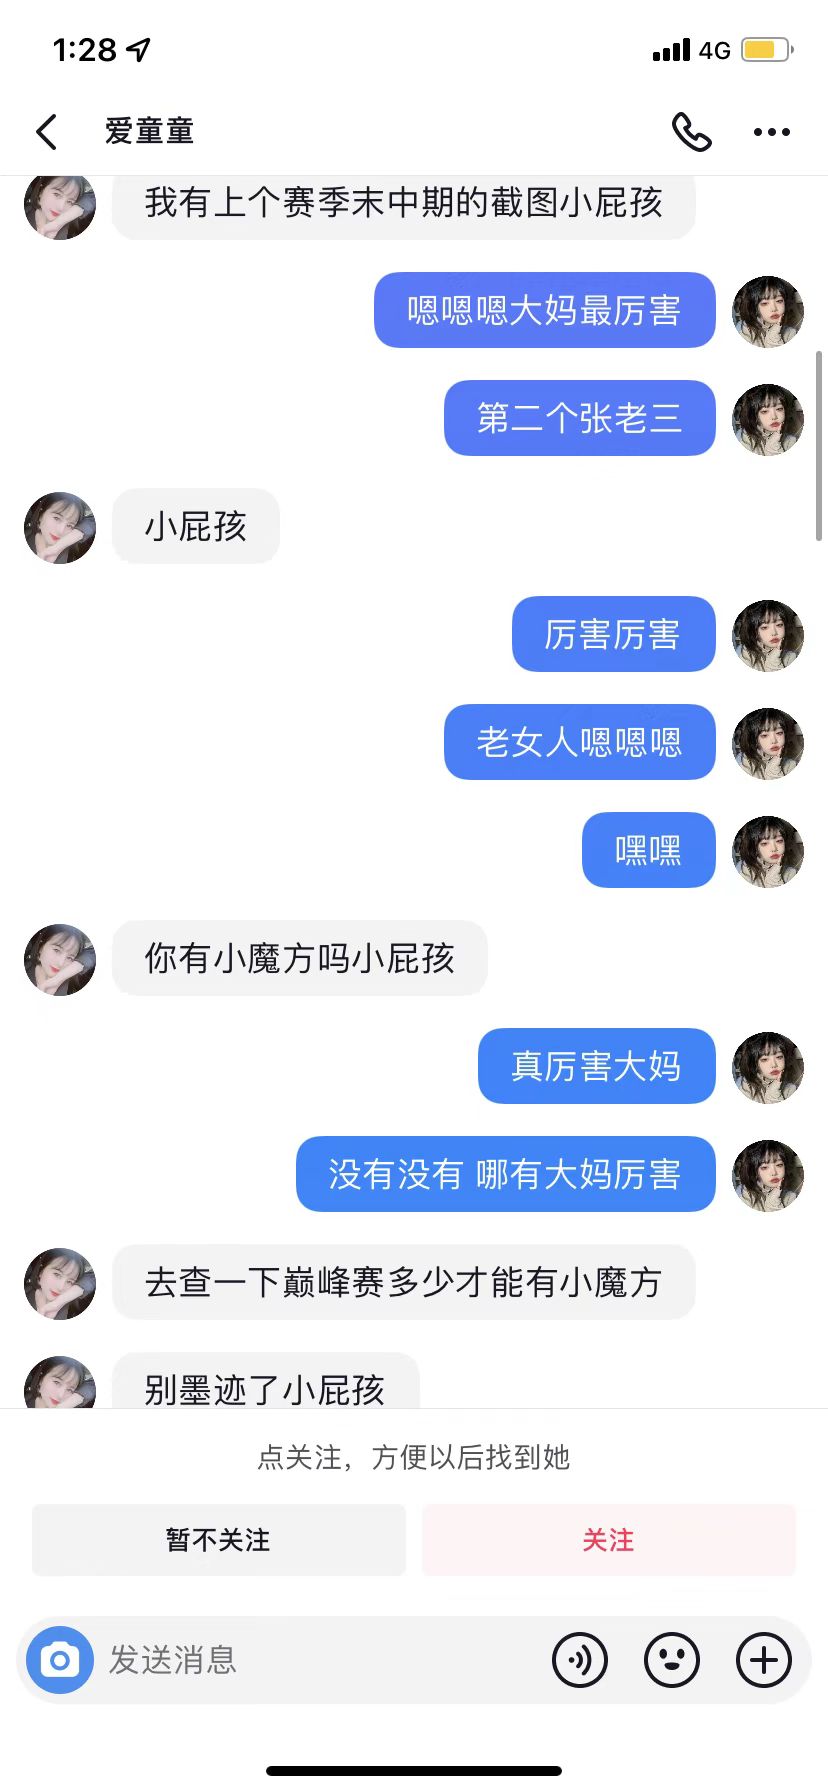 1:28
4G
爱童童
我有上个赛季末中期的截图小屁孩
嗯嗯嗯大妈最厉害
第二个张老三
小屁孩
厉害厉害
老女人嗯嗯嗯
嘿嘿
你有小魔方吗小屁孩
真厉害大妈
没有没有 哪有大妈厉害
去查一下巅峰赛多少才能有小魔方
别墨迹了小屁孩
点关注，方便以后找到她
暂不关注
关注
发送消息